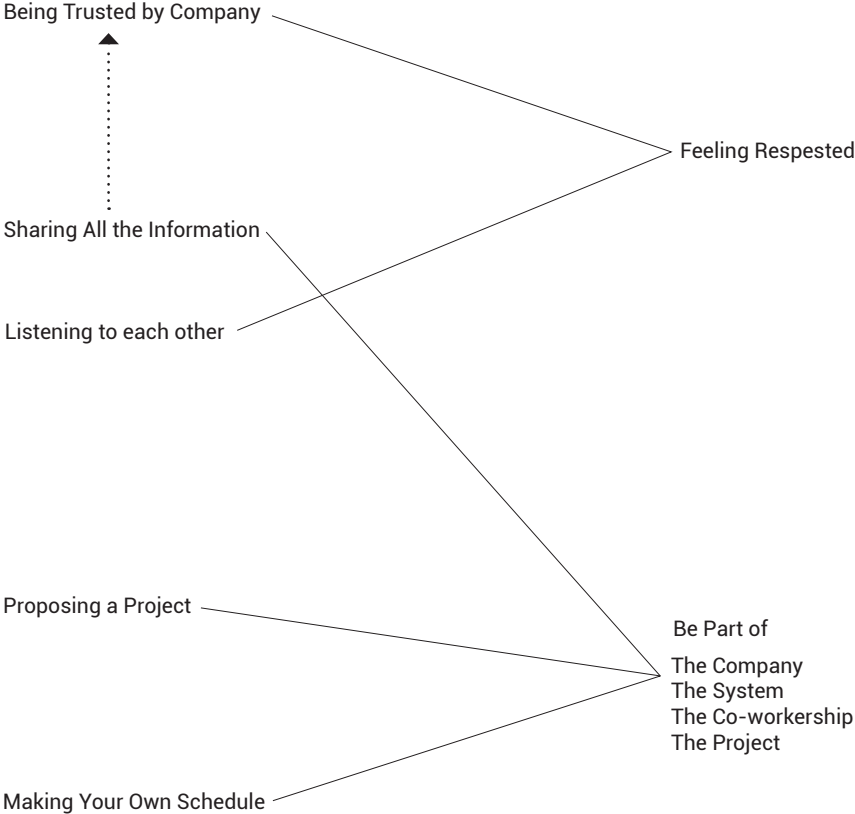 Being Trusted by Company
Feeling Respested
Sharing All the Information
Listening to each other
Proposing a Project
Be Part of
The Company
The System
The Co-workership
The Project
Making Your Own Schedule